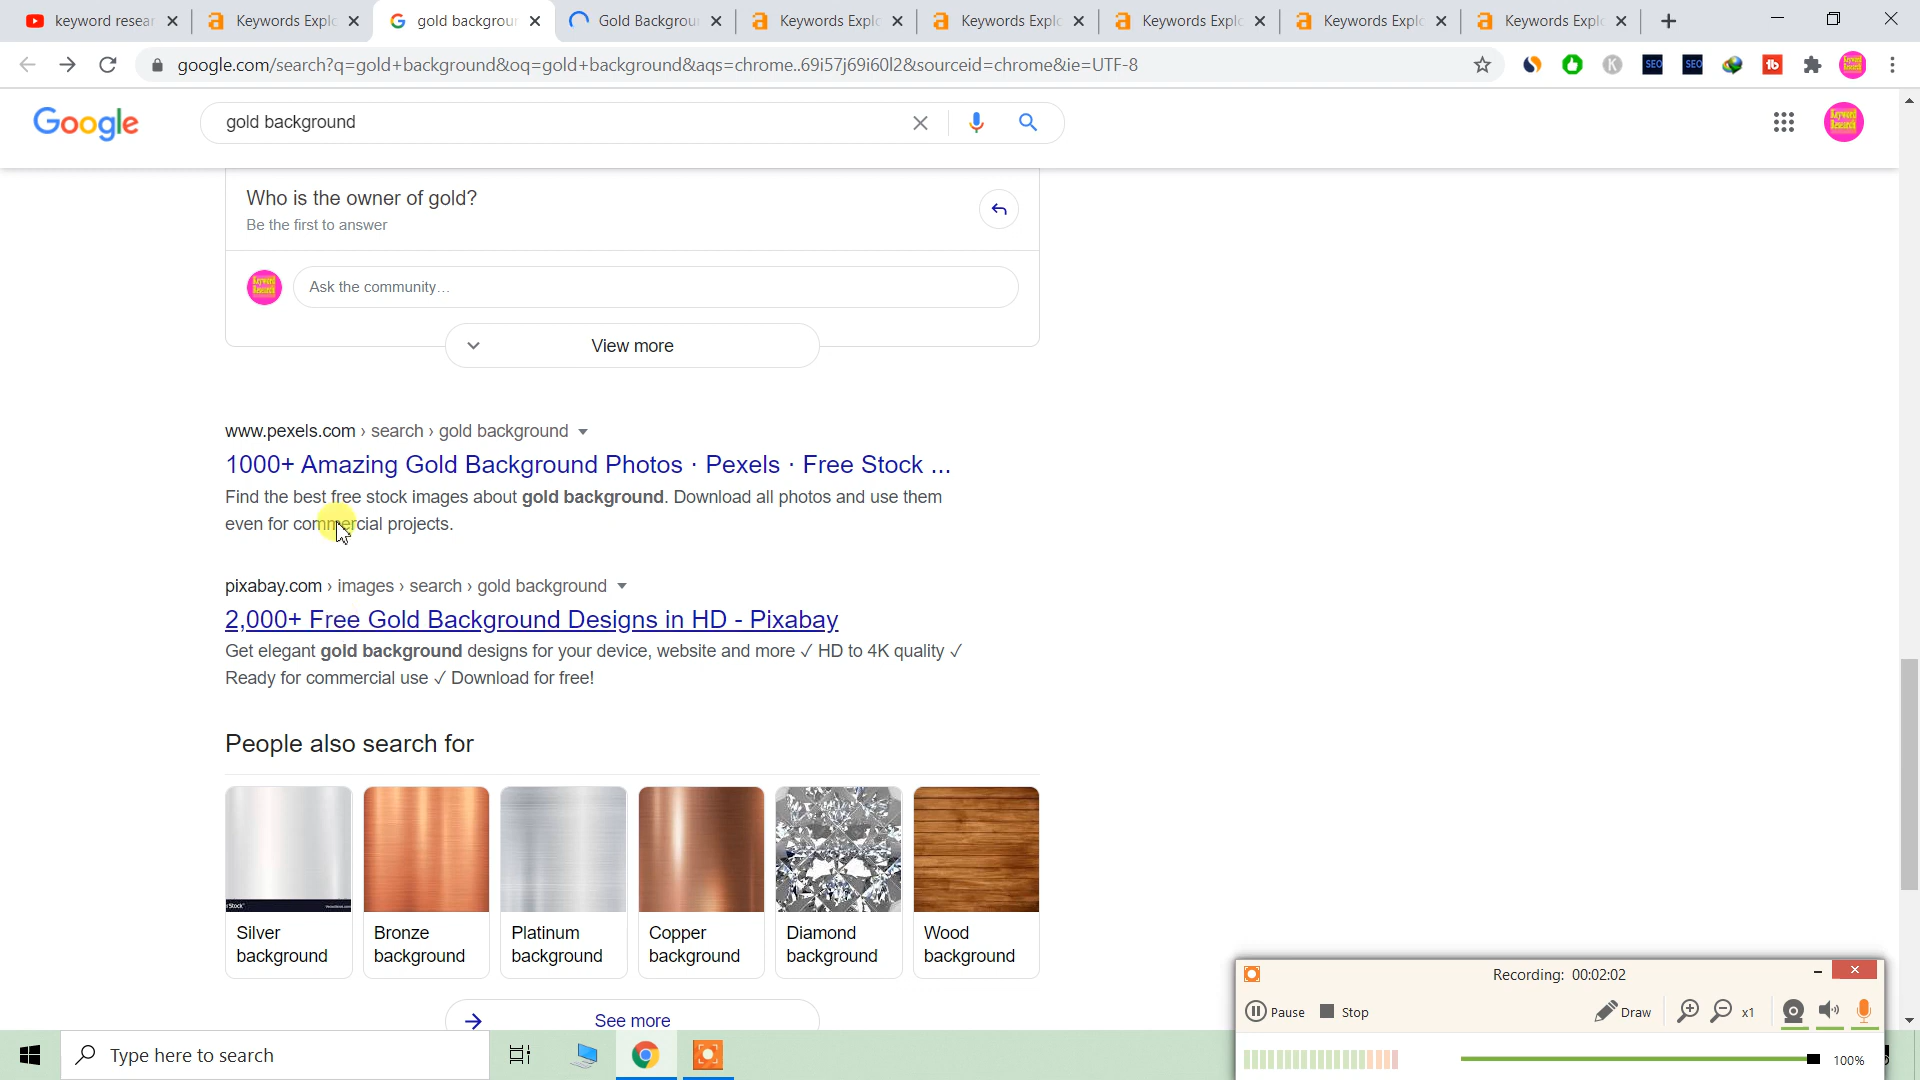 keyword resear
Keywords Explo
gold backgroun
Gold Backgroun
Keywords Explo
Keywords Explo
Keywords Explo
Keywords Explo
Keywords Explo
google.com/search?q=gold+background&oq=gold+background&aqs=chrome..69i57j69i60l2&sourceid=chrome&ie=UTF-8
Google
gold background
Who is the owner of gold?
Be the first to answer
Ask the community…
View more
www.pexels.com › search › gold background
1000+ Amazing Gold Background Photos · Pexels · Free Stock ...
Find the best free stock images about gold background. Download all photos and use them
even for commercial projects.
pixabay.com › images › search › gold background
2,000+ Free Gold Background Designs in HD - Pixabay
Get elegant gold background designs for your device, website and more ✓ HD to 4K quality ✓
Ready for commercial use ✓ Download for free!
People also search for
Silver background
Bronze background
Platinum background
Copper background
Diamond background
Wood background
See more
Recording: 00:02:02
Pause
Stop
Draw
x1
100%
Type here to search